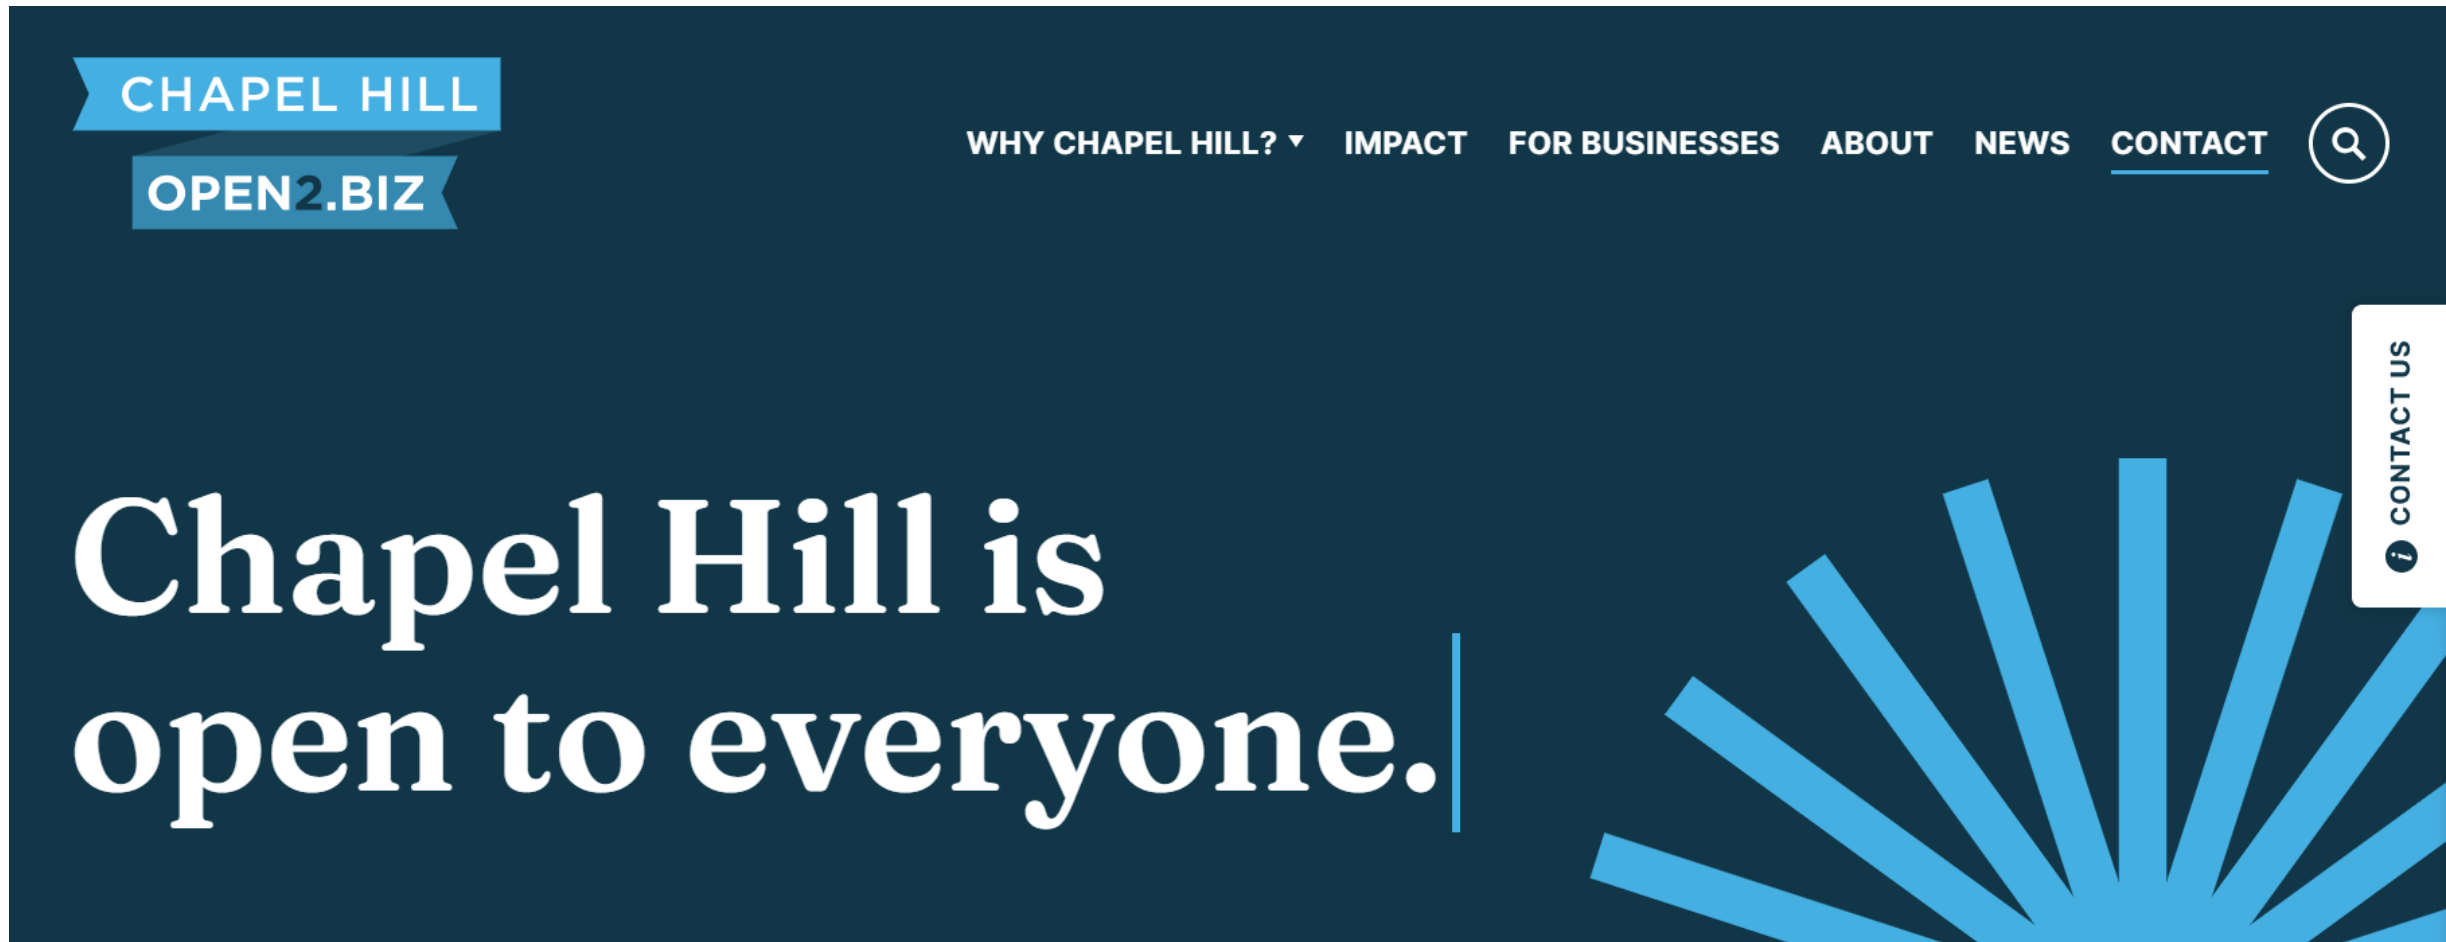 CHAPEL HILL
OPEN2.BIZ
WHY CHAPEL HILL? IMPACT FOR BUSINESSES ABOUT NEWS CONTACT
CONTACT US
Chapel Hill is
open to everyone.